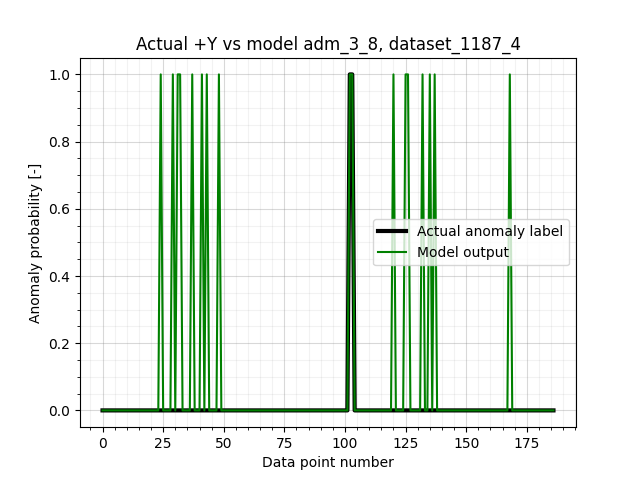 Actual +Y vs model adm_3_8, dataset_1187_4
1.0
0.8
0.6
0.4
0.2
0.0
Anomaly probability [-]
Actual anomaly label
Model output
0 25 50 75 100 125 150 175
Data point number